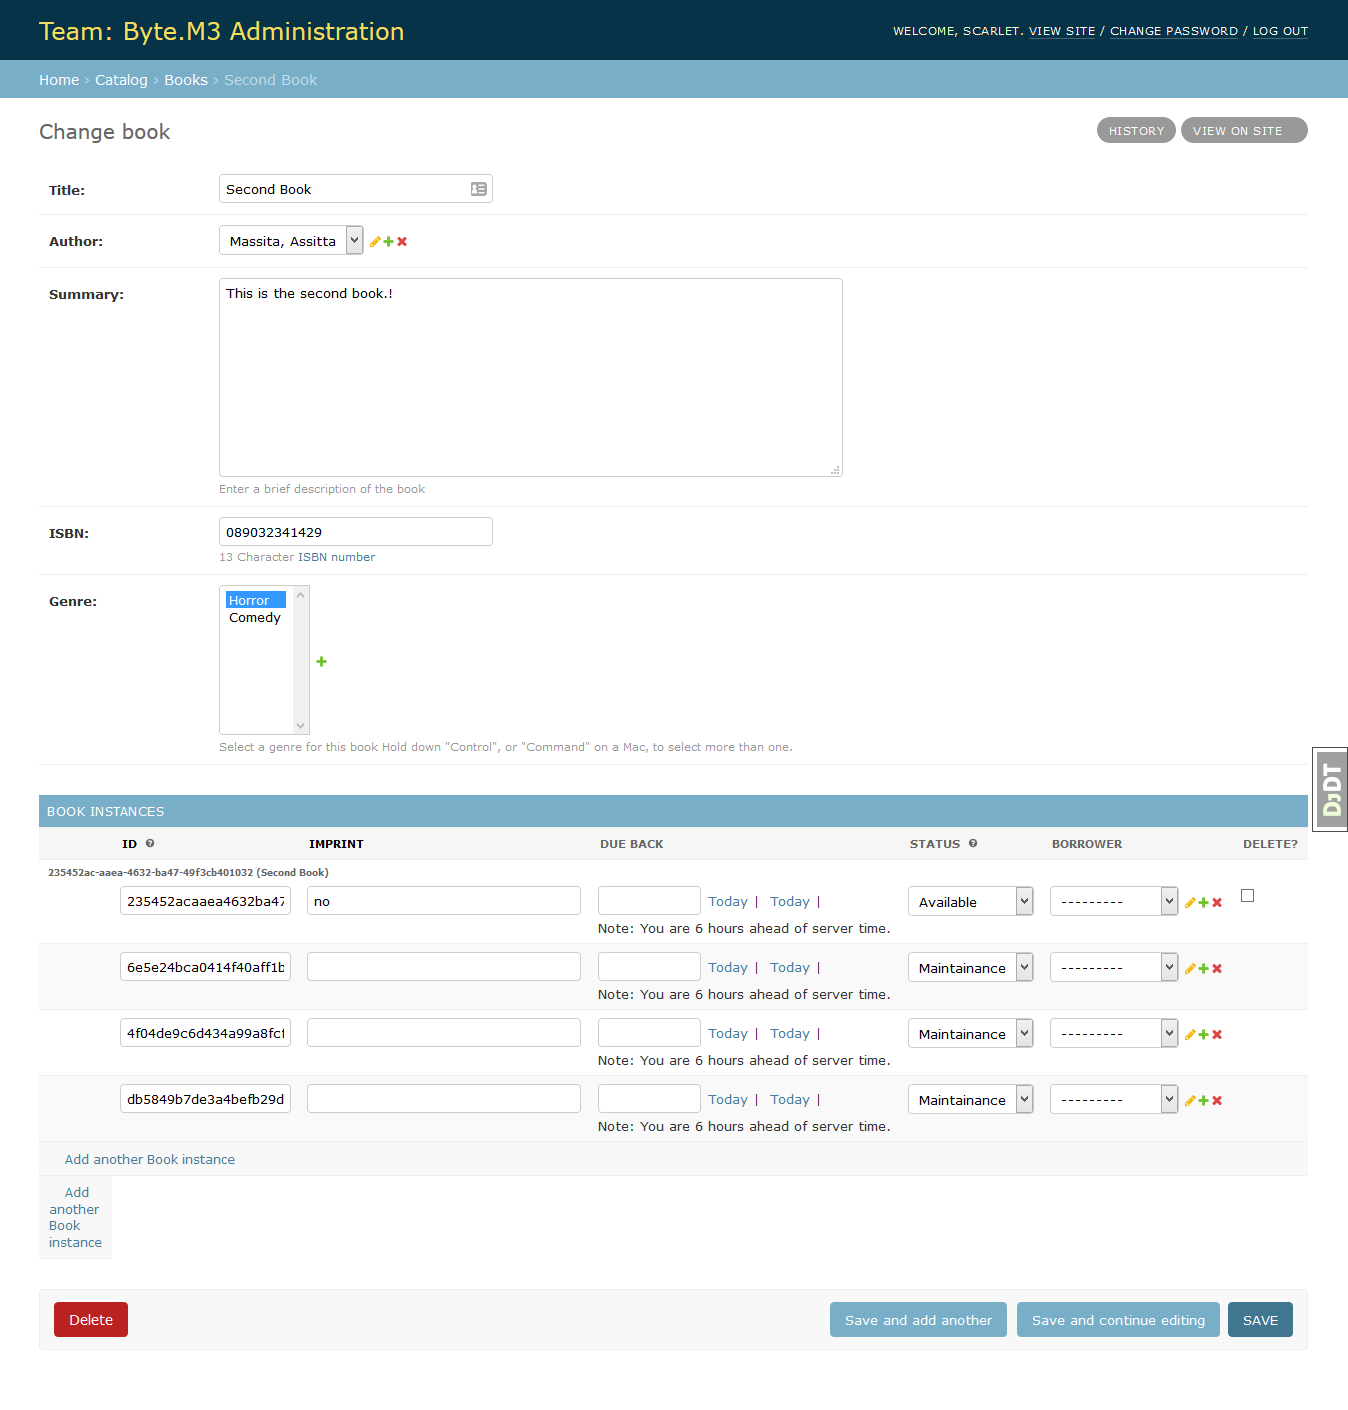 Team: Byte.M3 Administration
WELCOME, SCARLET. VIEW SITE / CHANGE PASSWORD / LOG OUT
Home › Catalog › Books › Second Book
Change book
HISTORY
VIEW ON SITE
Title:
Second Book
Author:
Massita, Assitta
Summary:
This is the second book.!
Enter a brief description of the book
ISBN:
089032341429
13 Character ISBN number
Genre:
Horror
Comedy
Select a genre for this book Hold down "Control", or "Command" on a Mac, to select more than one.
DJDT
BOOK INSTANCES
ID IMPRINT DUE BACK STATUS BORROWER DELETE?
235452ac-aaea-4632-ba47-49f3cb401032 (Second Book)
235452acaaea4632ba47 no Today | Today | Available ---------
Note: You are 6 hours ahead of server time.
6e5e24bca0414f40aff1b Today | Today | Maintainance ---------
Note: You are 6 hours ahead of server time.
4f04de9c6d434a99a8fcf Today | Today | Maintainance ---------
Note: You are 6 hours ahead of server time.
db5849b7de3a4befb29d Today | Today | Maintainance ---------
Note: You are 6 hours ahead of server time.
Add another Book instance
Add
another
Book
instance
Delete
Save and add another
Save and continue editing
SAVE